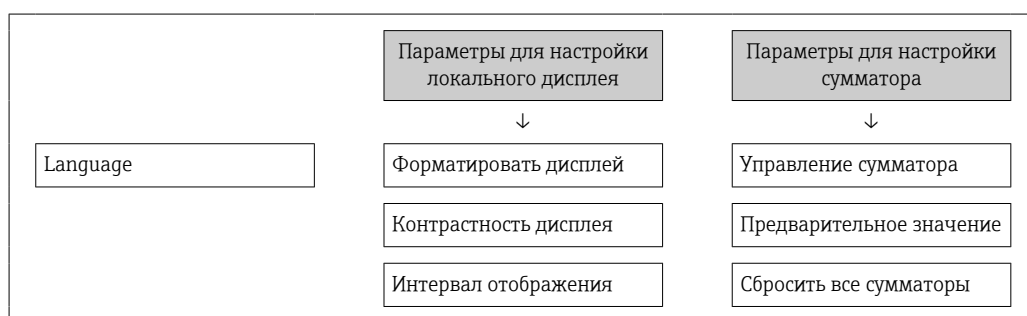 Параметры для настройки
локального дисплея
Параметры для настройки
сумматора
↓
↓
Language
Форматировать дисплей
Управление сумматора
Контрастность дисплея
Предварительное значение
Интервал отображения
Сбросить все сумматоры